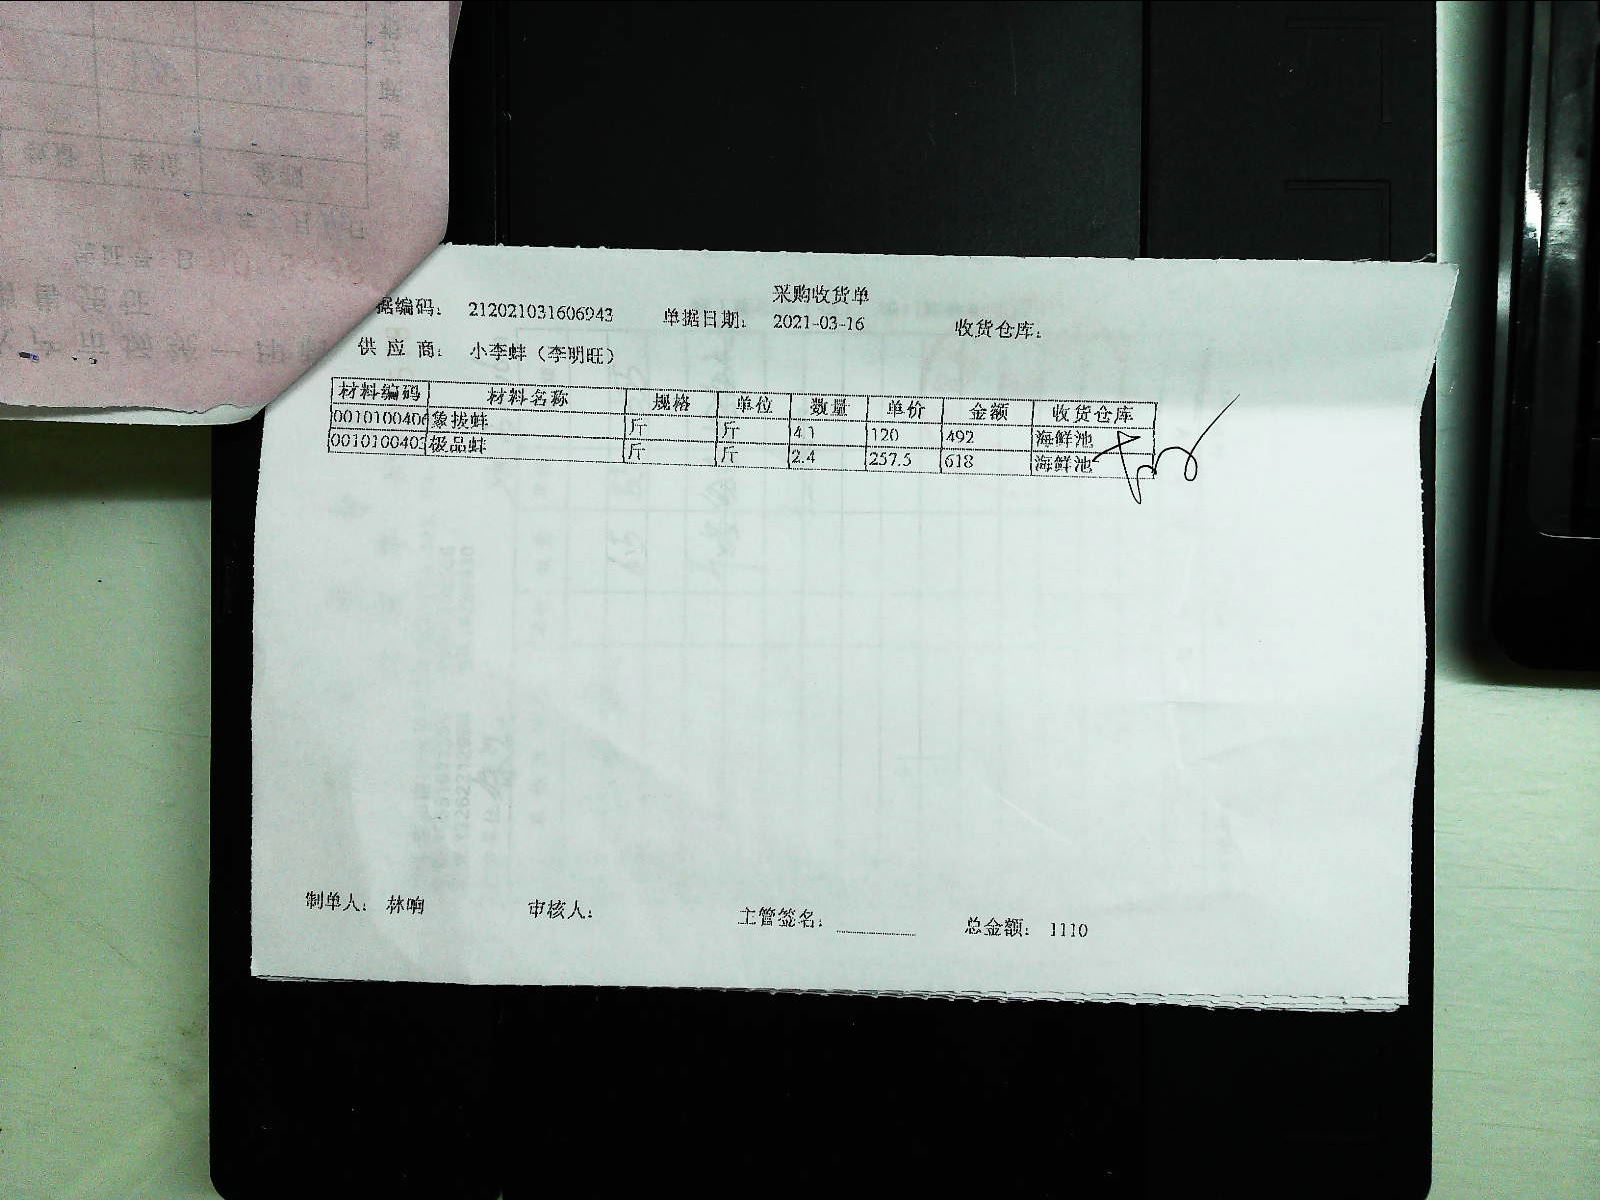 采购收货单
据编码： 212021031606943 单据日期： 2021-03-16 收货仓库：
供 应 商： 小李蚌（李明旺）
材料编码 材料名称 规格 单位 数量 单价 金额 收货仓库
0010100406 象拔蚌 斤 斤 4.1 120 492 海鲜池
0010100403 极品蚌 斤 斤 2.4 257.5 618 海鲜池
制单人： 林响 审核人： 主管签名： 总金额： 1110